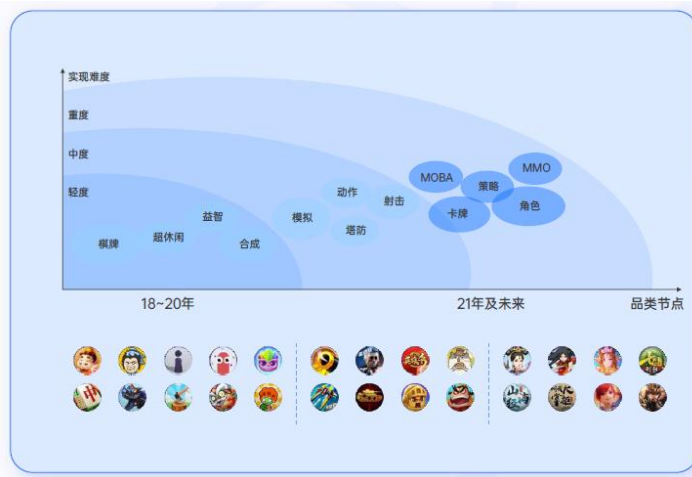 实现难度
重度
中度
轻度
MOBA
MMO
策略
动作
射击
卡牌
角色
模拟
塔防
益智
超休闲
棋牌
合成
18~20年
21年及未来
品类节点